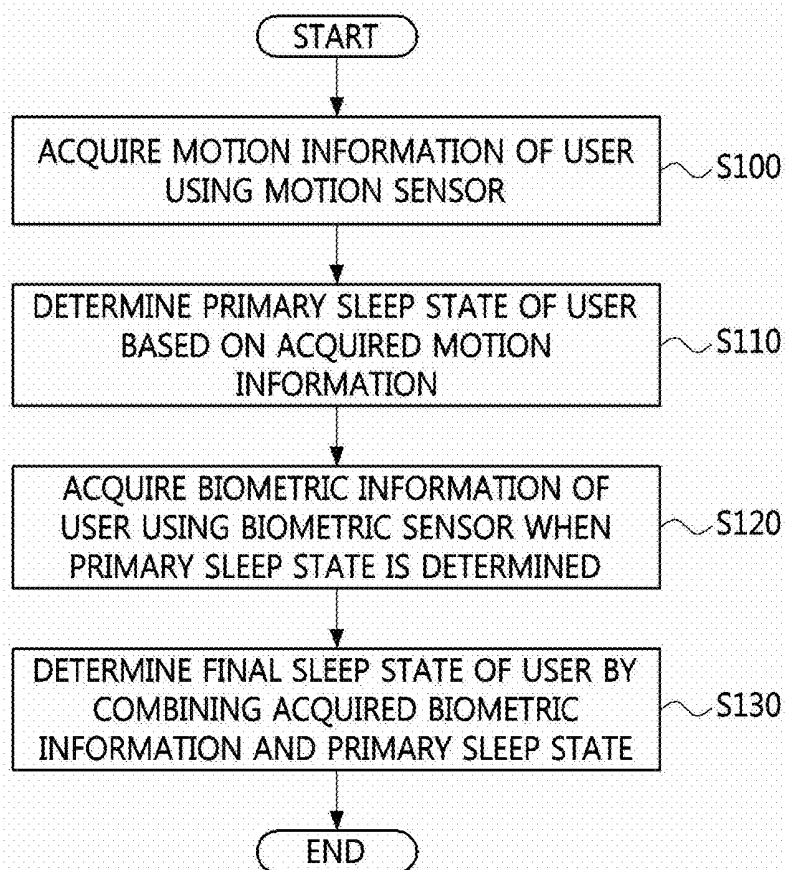 START
ACQUIRE MOTION INFORMATION OF USER
USING MOTION SENSOR
S100
DETERMINE PRIMARY SLEEP STATE OF USER
BASED ON ACQUIRED MOTION
INFORMATION
S110
ACQUIRE BIOMETRIC INFORMATION OF
USER USING BIOMETRIC SENSOR WHEN
PRIMARY SLEEP STATE IS DETERMINED
S120
DETERMINE FINAL SLEEP STATE OF USER BY
COMBINING ACQUIRED BIOMETRIC
INFORMATION AND PRIMARY SLEEP STATE
S130
END